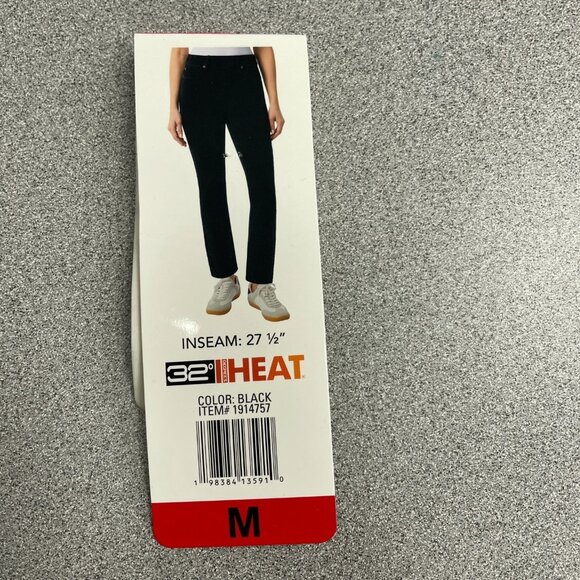 INSEAM: 27 ½"
32° HEAT
COLOR: BLACK
ITEM# 1914757
1 98384 13591 0
M